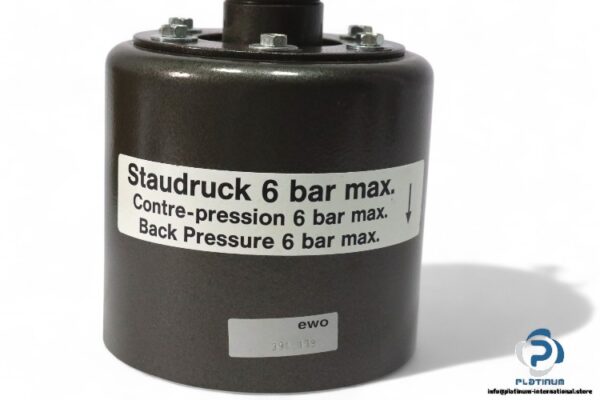 Staudruck 6 bar max.
Contre-pression 6 bar max.
Back Pressure 6 bar max.
ewo
PLATINUM
info@platinum-international.store